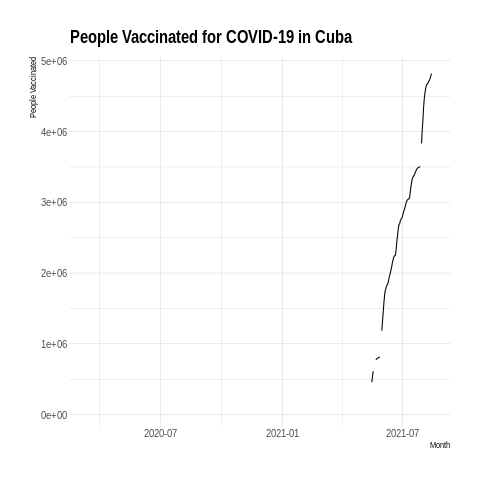 People Vaccinated for COVID-19 in Cuba
People Vaccinated
5e+06
4e+06
3e+06
2e+06
1e+06
0e+00
2020-07 2021-01 2021-07
Month